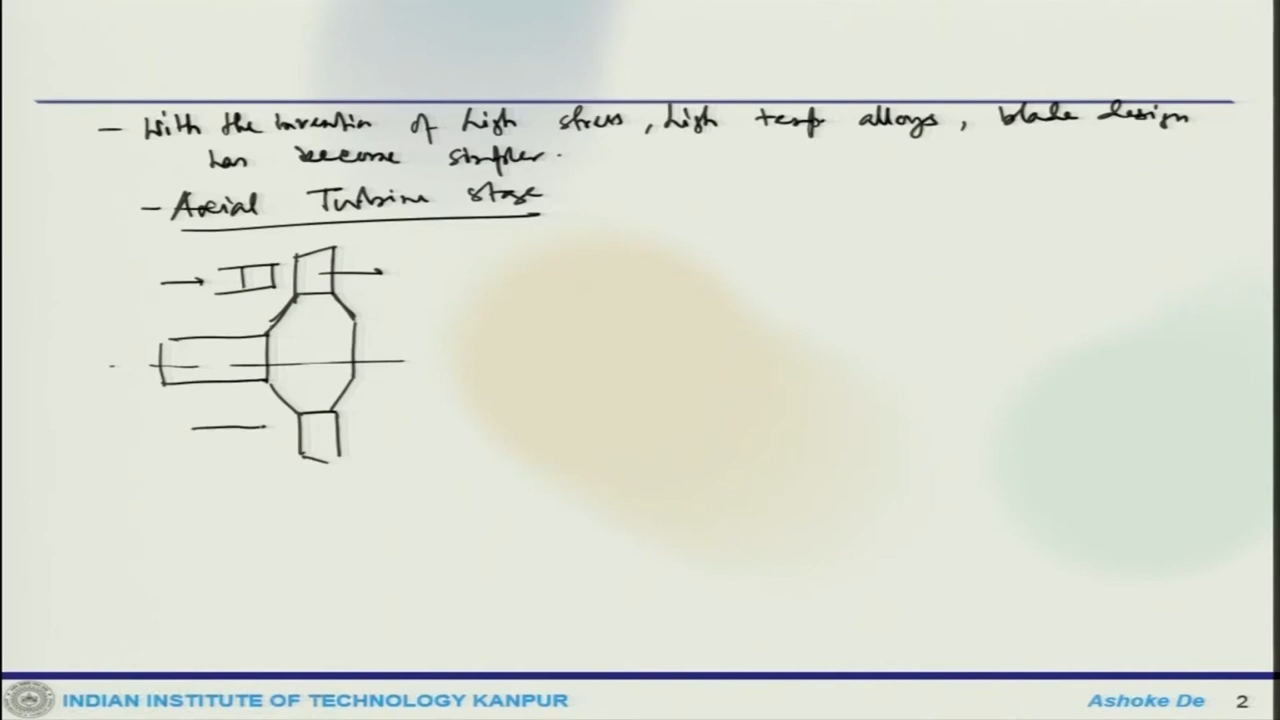 - With the invention of high stress, high temp alloys, blade design
has become simpler.
- Axial Turbine stage
INDIAN INSTITUTE OF TECHNOLOGY KANPUR
Ashoke De 2